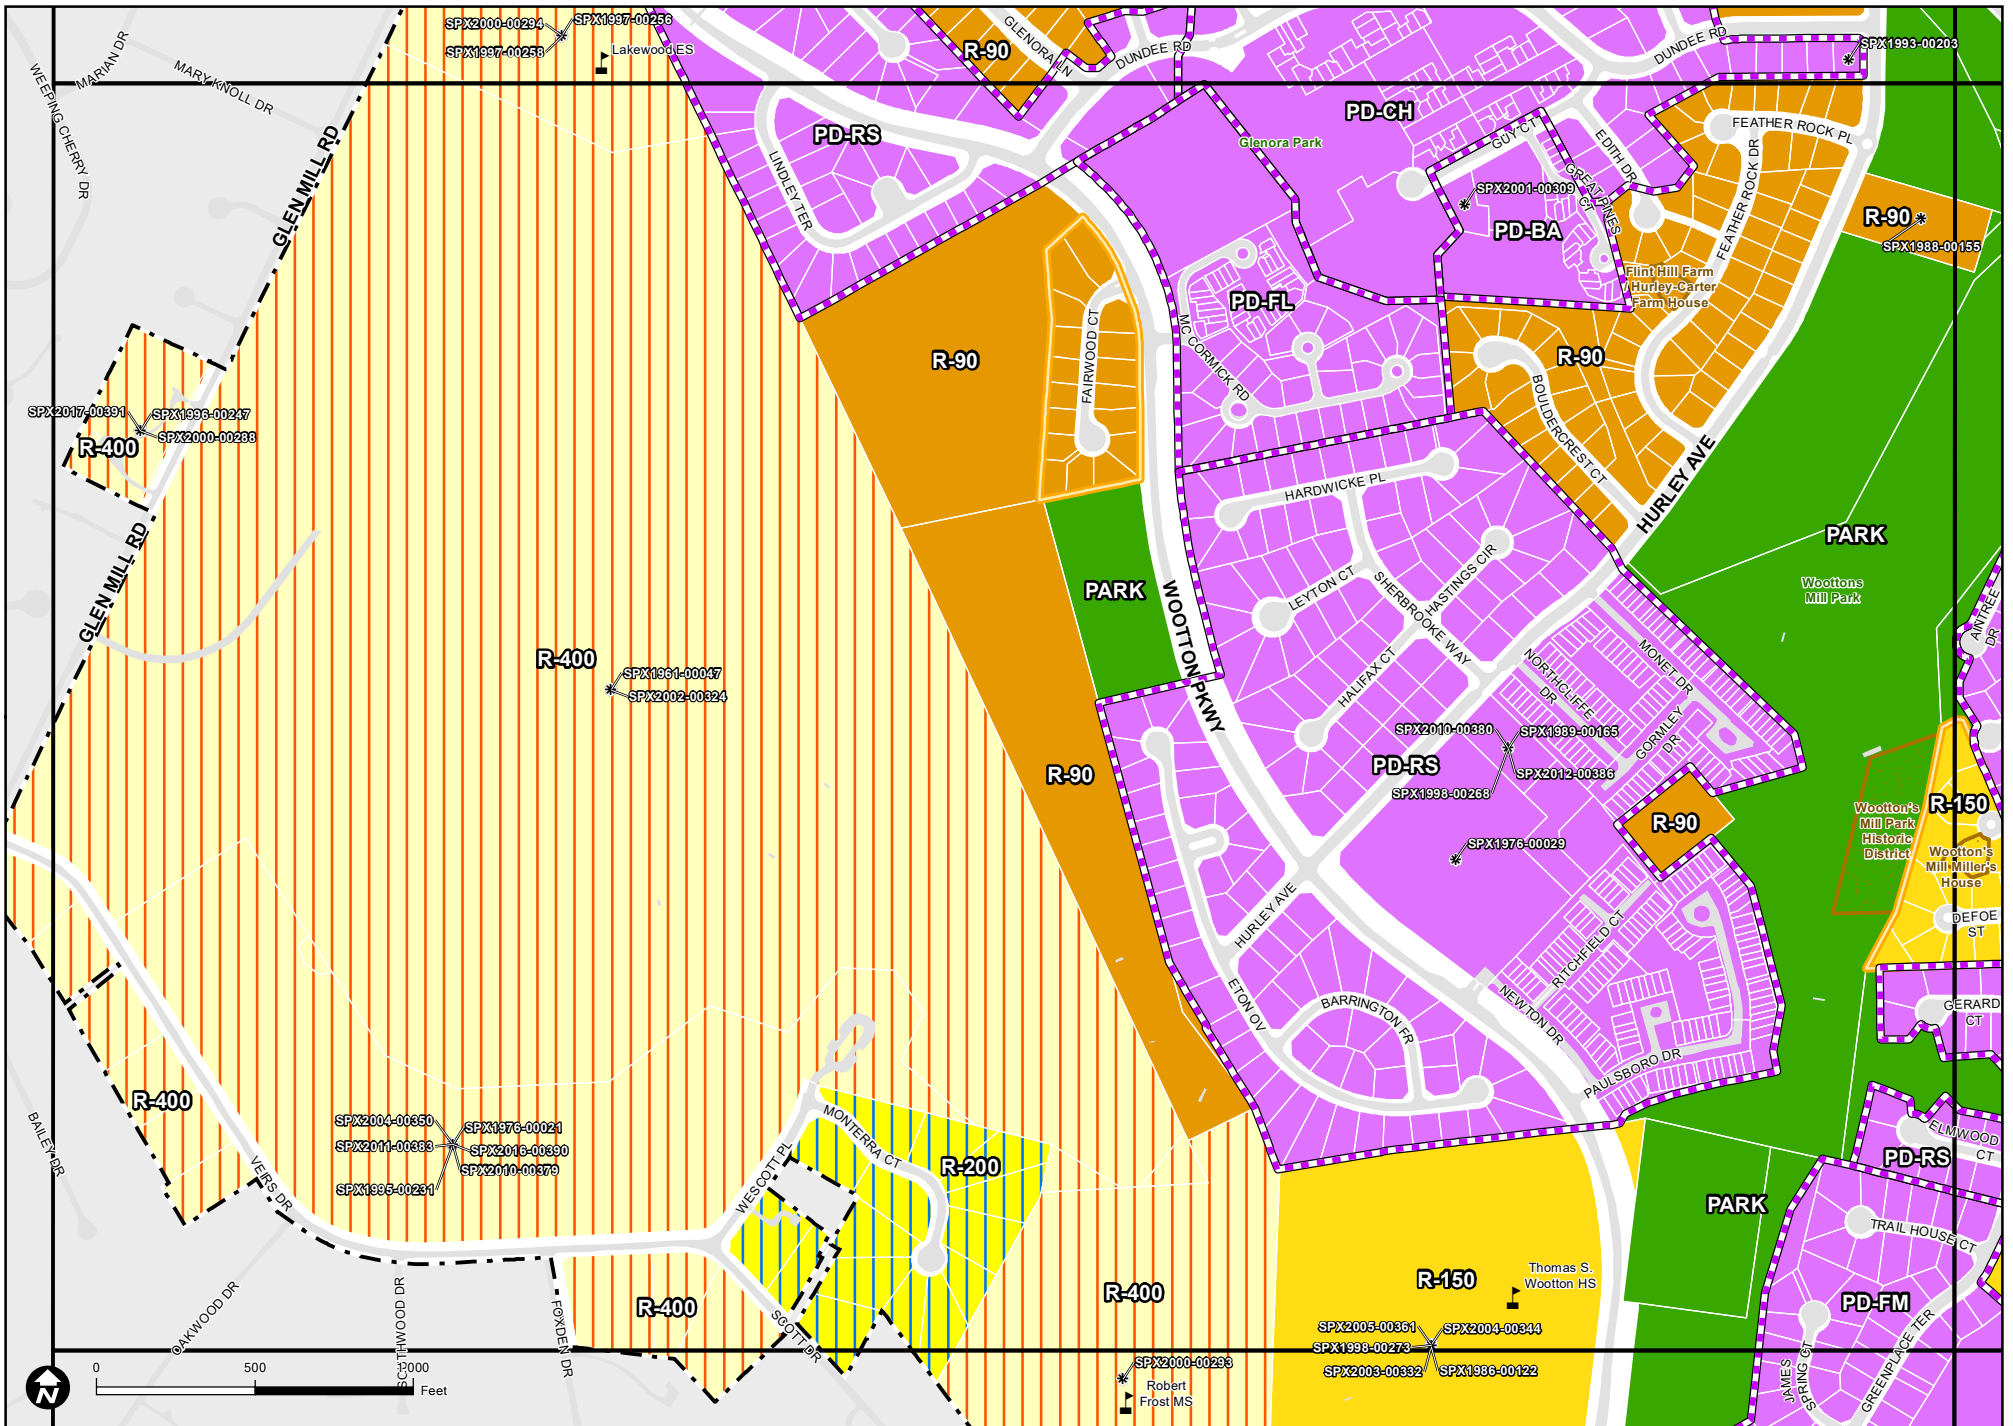 SPX2000-00294
SPX1997-00256
SPX1997-00258
Lakewood ES
MARIAN DR
MARY KNOLL DR
WEEPING CHERRY DR
GLEN MILL RD
GLENORA LN
R-90
DUNDEE RD
DUNDEE RD
SPX1993-00203
PD-RS
LINDLEY TER
PD-CH
Glenora Park
GUY CT
EDITH DR
FEATHER ROCK PL
FEATHER ROCK DR
GREAT PINES
CT
SPX2001-00309
PD-BA
R-90
SPX1988-00155
Flint Hill Farm
/ Hurley-Carter
Farm House
PD-FL
MC CORMICK RD
R-90
FAIRWOOD CT
R-90
BOULDERCREST CT
HURLEY AVE
SPX2017-00391
SPX1996-00247
SPX2000-00288
R-400
GLEN MILL RD
HARDWICKE PL
PARK
Woottons
Mill Park
PARK
WOOTTON PKWY
LEYTON CT
SHERBROOKE WAY
HASTINGS CIR
HALIFAX CT
NORTHCLIFFE
DR
MONET DR
GORMLEY
DR
AINTREE
DR
R-400
SPX1961-00047
SPX2002-00324
SPX2010-00380
SPX1989-00165
SPX2012-00386
SPX1998-00268
PD-RS
R-90
R-90
SPX1976-00029
R-150
Wootton's
Mill Park
Historic
District
Wootton's
Mill Miller's
House
DEFOE
ST
HURLEY AVE
RITCHFIELD CT
ETON OV
BARRINGTON FR
NEWTON DR
PAULSBORO DR
GERARD
CT
R-400
SPX2004-00350
SPX1976-00021
SPX2011-00383
SPX2016-00390
SPX2010-00379
SPX1995-00231
BAILEY DR
VEIRS DR
MONTERRA CT
WESCOTT PL
R-200
ELMWOOD
CT
PD-RS
PARK
TRAIL HOUSE CT
R-400
R-400
R-150
Thomas S.
Wootton HS
PD-FM
OAKWOOD DR
FOXDEN DR
SCOTT DR
SPX2005-00361
SPX2004-00344
SPX1998-00273
SPX2003-00332
SPX1986-00122
SPX2000-00293
Robert
Frost MS
JAMES
SPRING CT
GREENPLACE TER
N
0
500
Feet